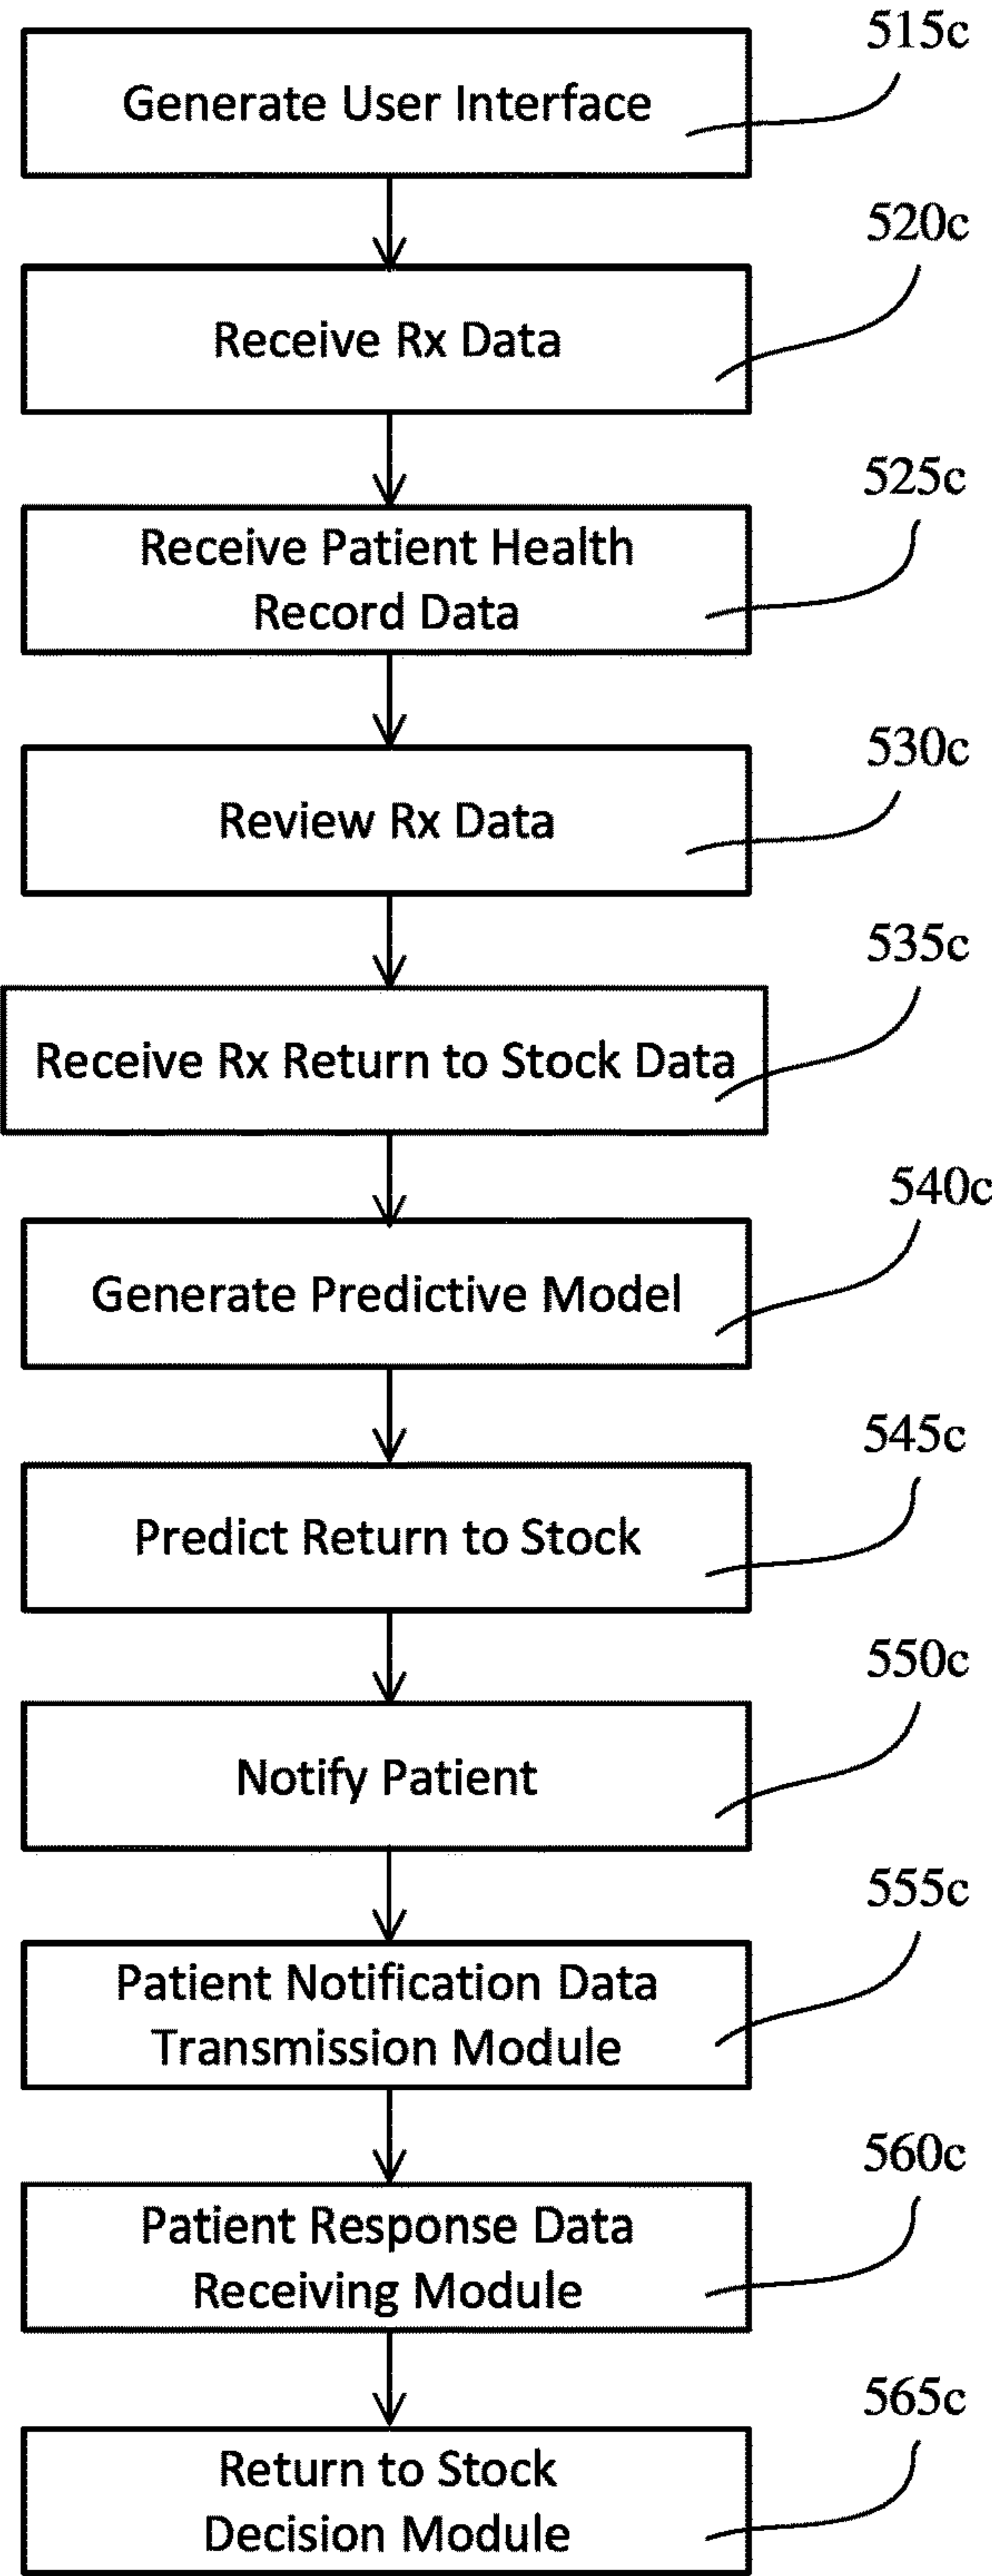 515c
Generate User Interface
520c
Receive Rx Data
525c
Receive Patient Health
Record Data
530c
Review Rx Data
535c
Receive Rx Return to Stock Data
540c
Generate Predictive Model
545c
Predict Return to Stock
550c
Notify Patient
555c
Patient Notification Data
Transmission Module
560c
Patient Response Data
Receiving Module
565c
Return to Stock
Decision Module